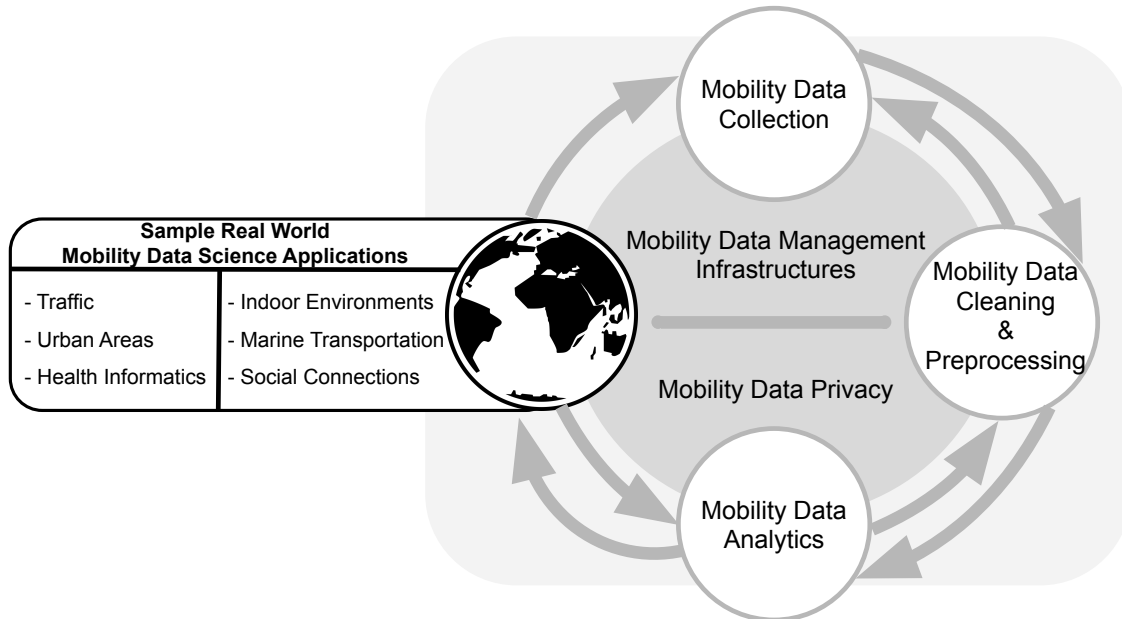 Sample Real World
Mobility Data Science Applications
- Traffic
- Urban Areas
- Health Informatics
- Indoor Environments
- Marine Transportation
- Social Connections
Mobility Data
Collection
Mobility Data Management
Infrastructures
Mobility Data Privacy
Mobility Data
Cleaning
&
Preprocessing
Mobility Data
Analytics